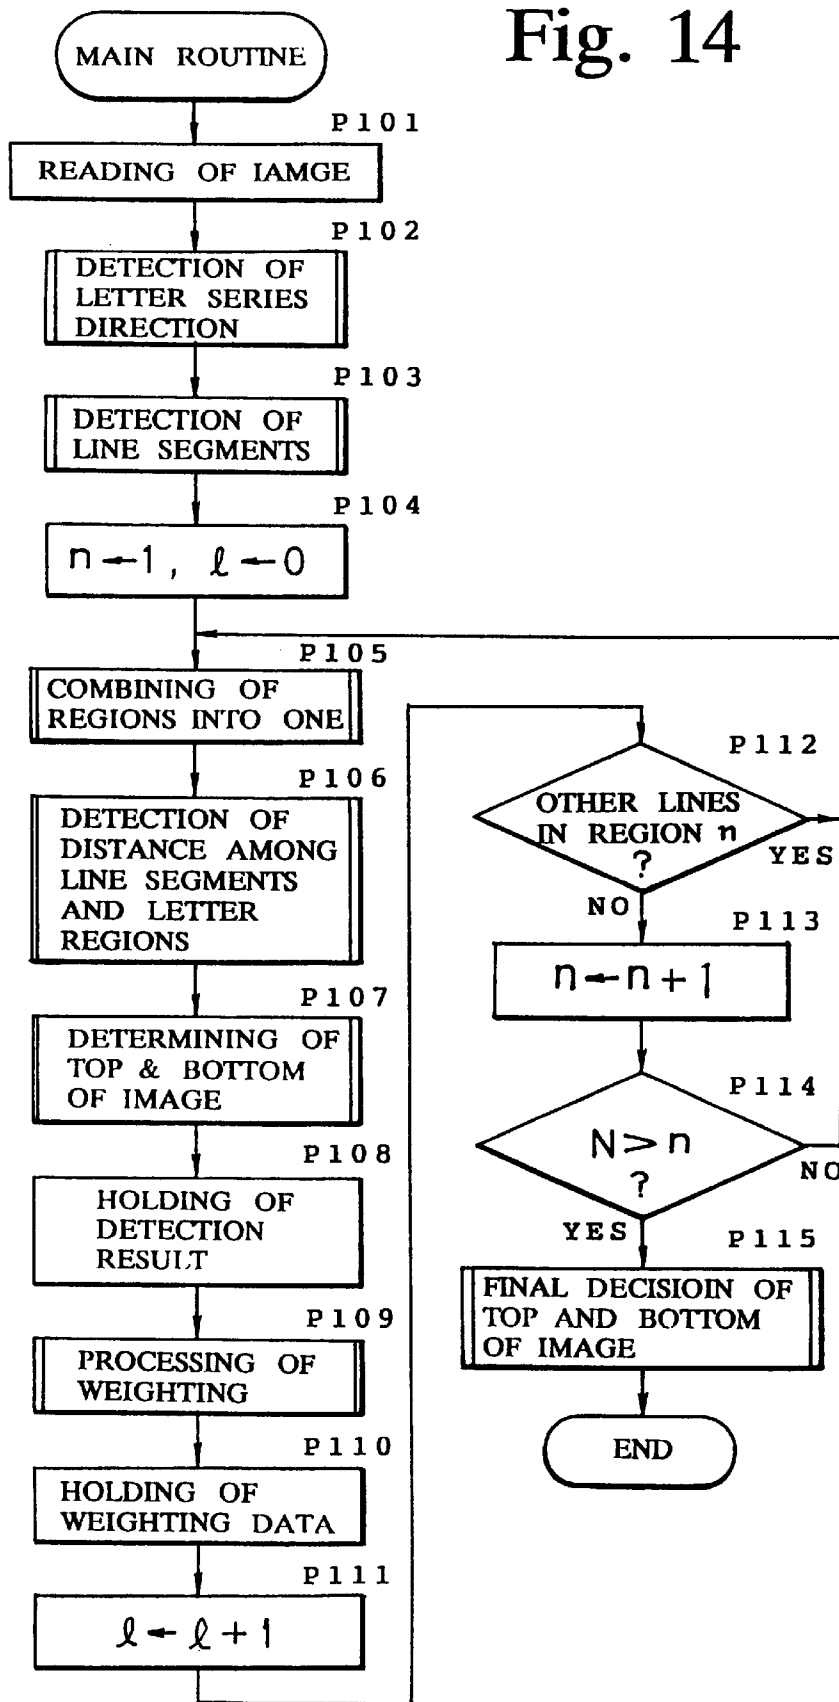 Fig. 14
MAIN ROUTINE
P101
READING OF IAMGE
P102
DETECTION OF
LETTER SERIES
DIRECTION
P103
DETECTION OF
LINE SEGMENTS
P104
n←1, ℓ←0
P105
COMBINING OF
REGIONS INTO ONE
P106
DETECTION OF
DISTANCE AMONG
LINE SEGMENTS
AND LETTER
REGIONS
P107
DETERMINING OF
TOP & BOTTOM
OF IMAGE
P108
HOLDING OF
DETECTION
RESULT
P109
PROCESSING OF
WEIGHTING
P110
HOLDING OF
WEIGHTING DATA
P111
ℓ←ℓ+1
P112
OTHER LINES
IN REGION n
?
YES
NO
P113
n←n+1
P114
N>n
?
NO
YES
P115
FINAL DECISIOIN OF
TOP AND BOTTOM
OF IMAGE
END